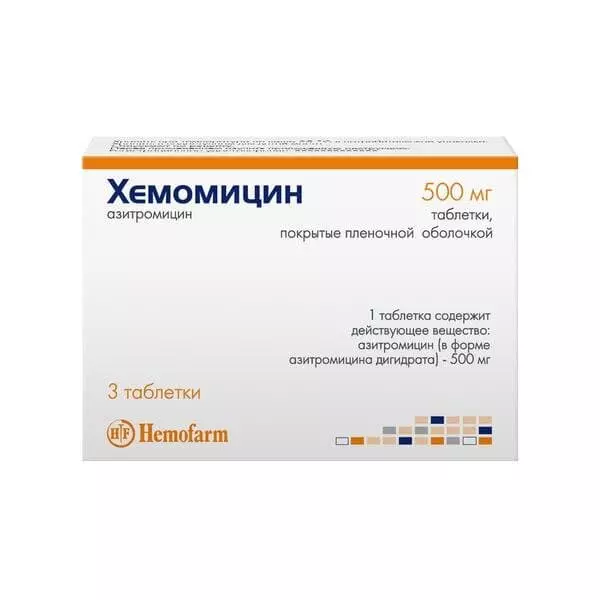 Хемомицин
азитромицин
500 мг
таблетки,
покрытые пленочной оболочкой
1 таблетка содержит
действующее вещество:
азитромицин (в форме
азитромицина дигидрата) - 500 мг
3 таблетки
HF Hemofarm